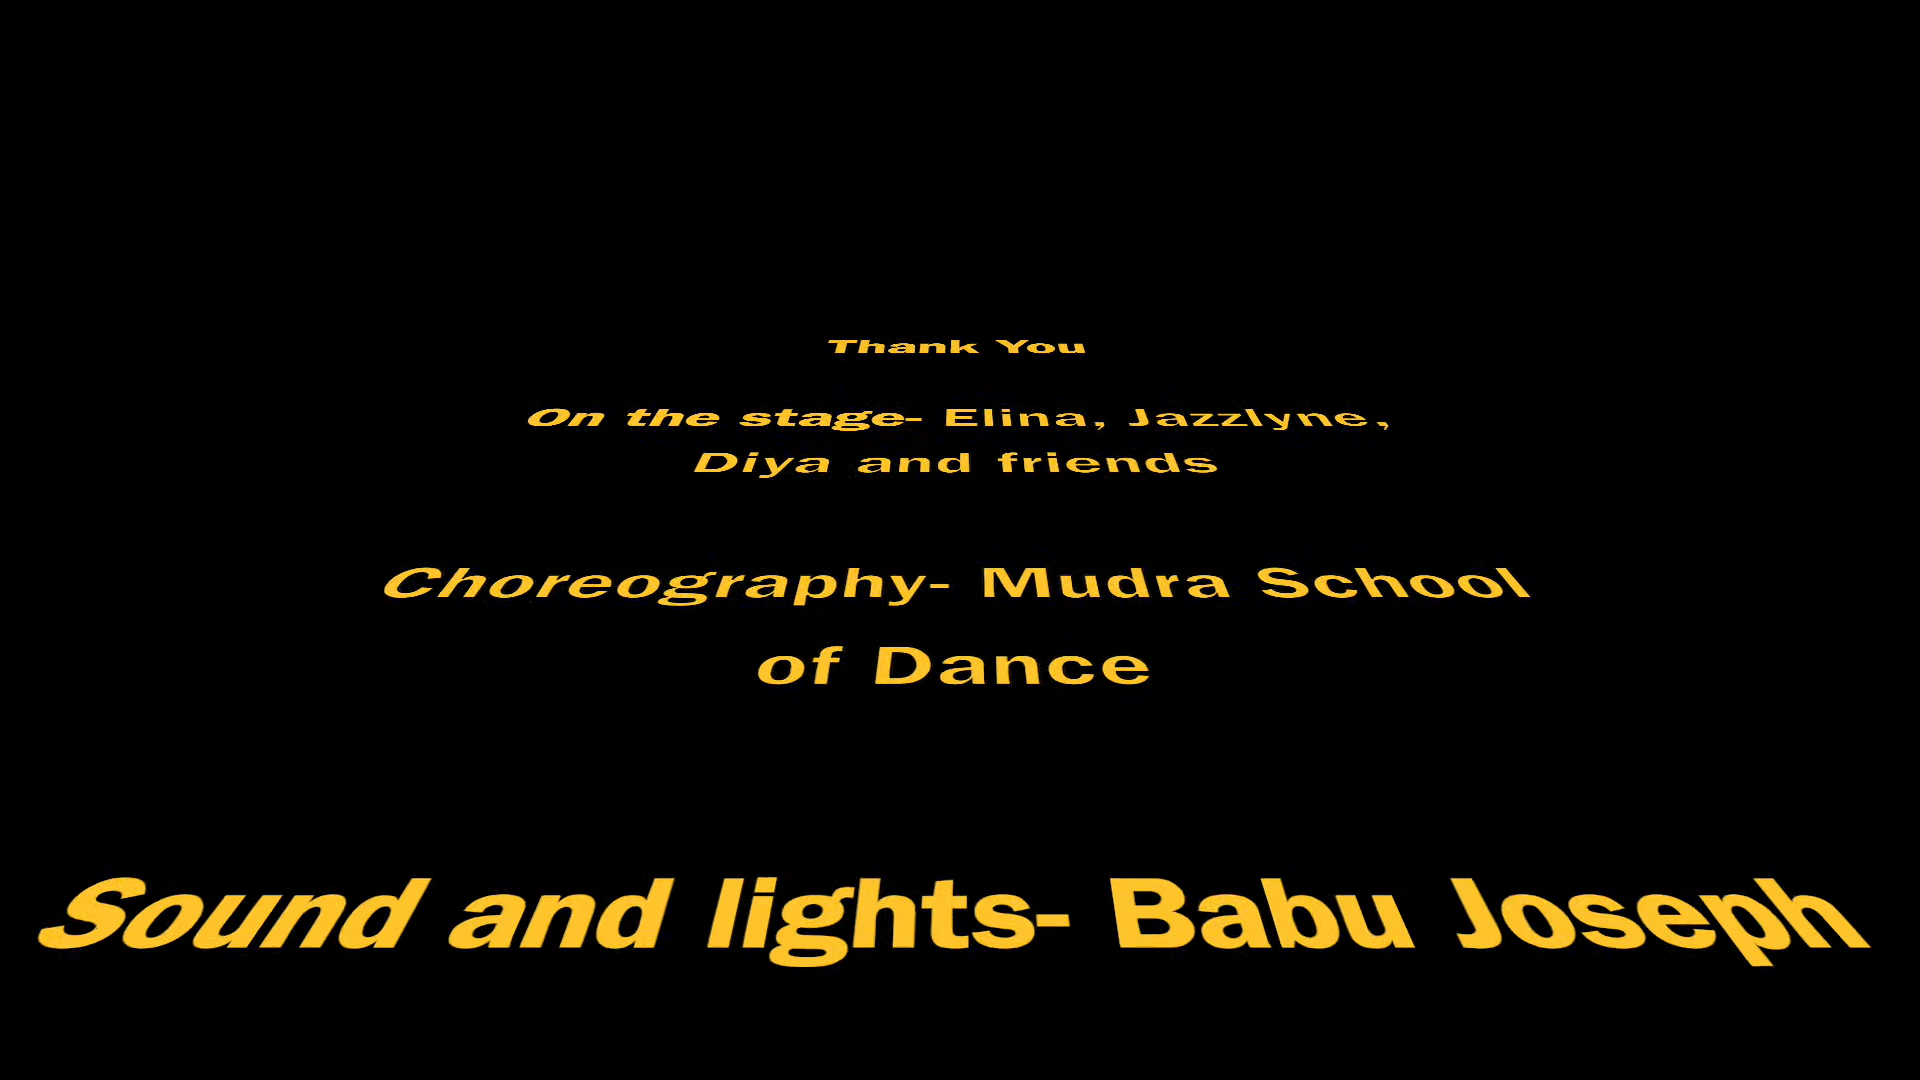 Thank You
On the stage- Elina, Jazzlyne,
Diya and friends
Choreography- Mudra School
of Dance
Sound and lights- Babu Joseph